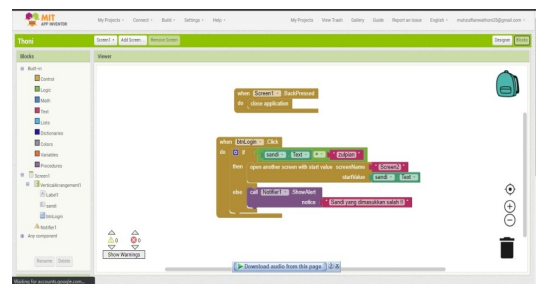 MIT
APP INVENTOR
My Projects Connect Build Settings Help
My Projects View Trash Gallery Guide Report an Issue English
Thoni
Screen1 Add Screen ... Remove Screen
Designer Blocks
Blocks
Viewer
Built-in
Control
Logic
Math
Text
Lists
Dictionaries
Colors
Variables
Procedures
Screen1
VerticalArrangement1
Label1
sandi
btnLogin
Notifier1
Any component
Rename Delete
when Screen1 .BackPressed
do close application
when btnLogin .Click
do if sandi . Text = " zulpian "
then open another screen with start value screenName " Screen2 "
startValue sandi . Text
else call Notifier1 .ShowAlert
notice " Sandi yang dimasukkan salah !! "
0 0
Show Warnings
Download audio from this page ? x
Waiting for accounts.google.com...